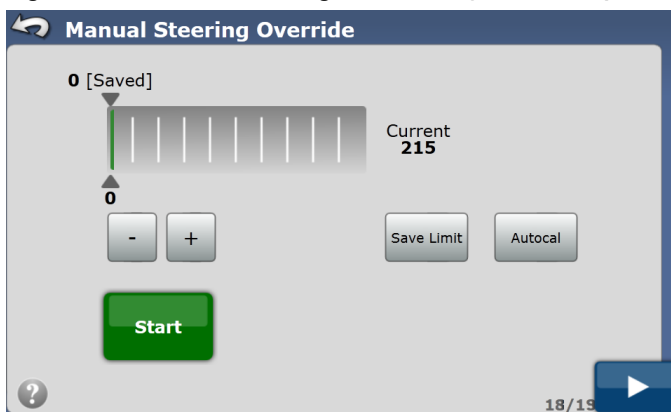 Manual Steering Override
0 [Saved]
Current
215
0
- +
Save Limit Autocal
Start
?
18/19